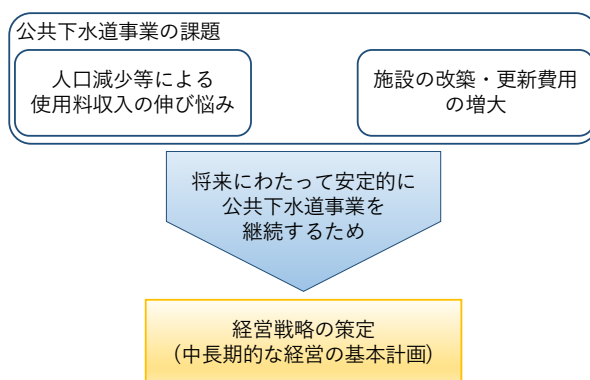 公共下水道事業の課題
人口減少等による
使用料収入の伸び悩み
施設の改築・更新費用
の増大
将来にわたって安定的に
公共下水道事業を
継続するため
経営戦略の策定
(中長期的な経営の基本計画)